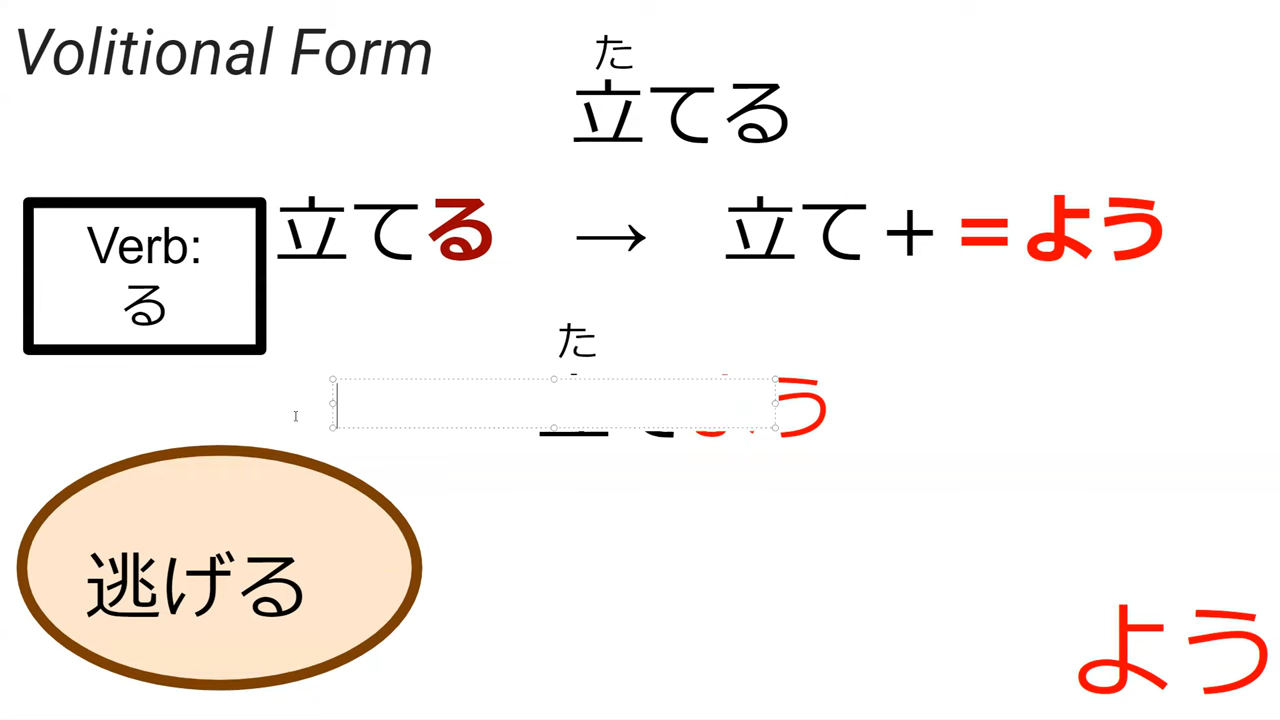 Volitional Form
た
立てる
Verb:
る
立てる → 立て+=よう
た
う
逃げる
よう